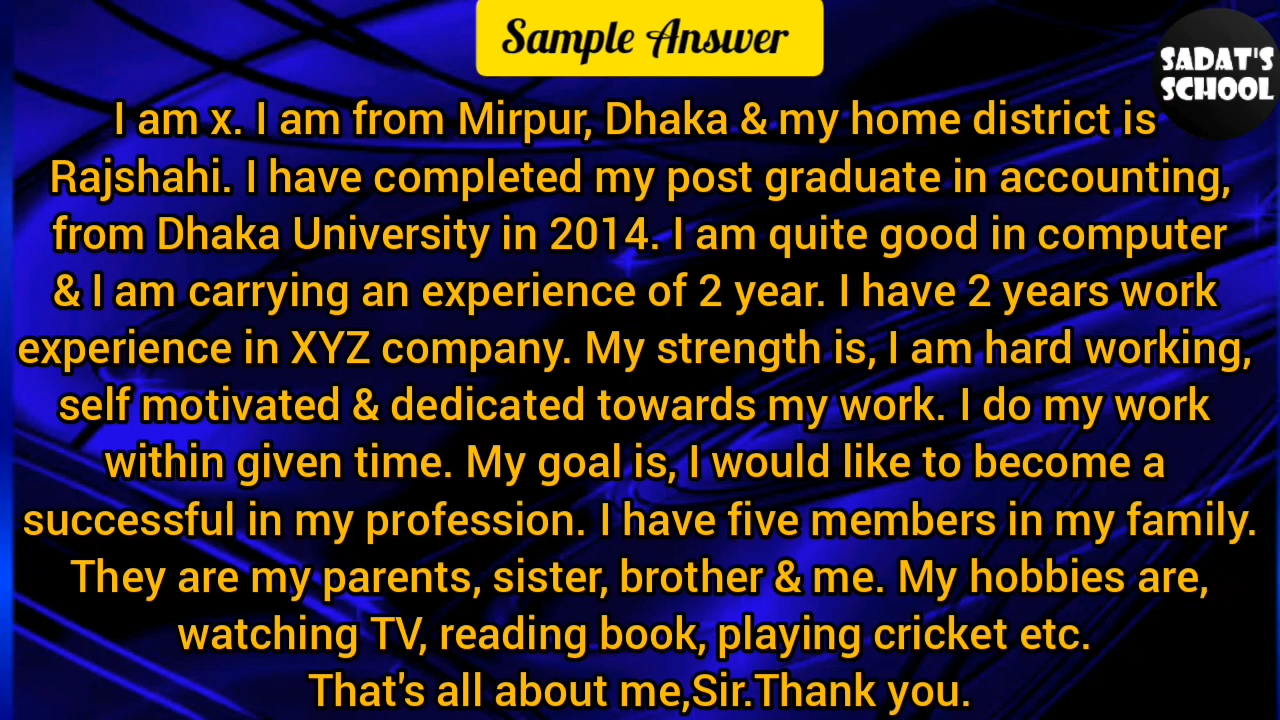 Sample Answer
SADAT'S
SCHOOL
I am x. I am from Mirpur, Dhaka & my home district is
Rajshahi. I have completed my post graduate in accounting,
from Dhaka University in 2014. I am quite good in computer
& I am carrying an experience of 2 year. I have 2 years work
experience in XYZ company. My strength is, I am hard working,
self motivated & dedicated towards my work. I do my work
within given time. My goal is, I would like to become a
successful in my profession. I have five members in my family.
They are my parents, sister, brother & me. My hobbies are,
watching TV, reading book, playing cricket etc.
That's all about me,Sir.Thank you.